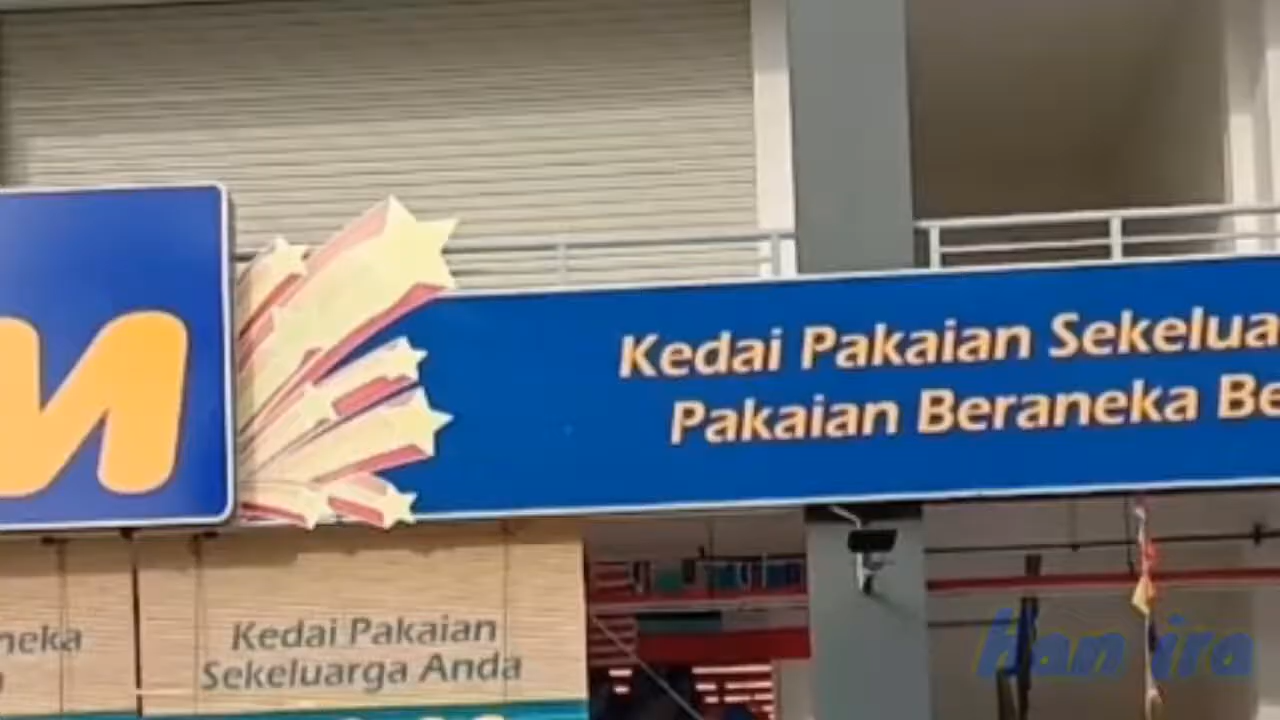 Kedai Pakaian Sekelua
Pakaian Beraneka Be
neka
Kedai Pakaian
Sekeluarga Anda